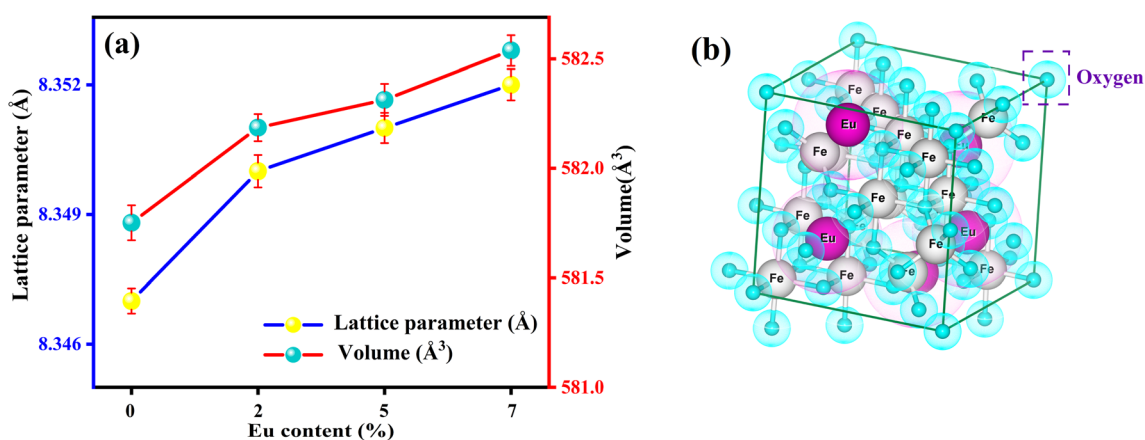 (a)
Lattice parameter (Å)
8.352
8.349
8.346
582.5
582.0
581.5
581.0
Volume(Å³)
Lattice parameter (Å)
Volume (Å³)
0 2 5 7
Eu content (%)
(b)
Oxygen
Fe
Fe
Fe
Eu
Fe
Eu
Fe
Fe
Fe
Fe
Fe
Fe
Eu
Eu
Fe
Fe
Fe
Fe
Fe